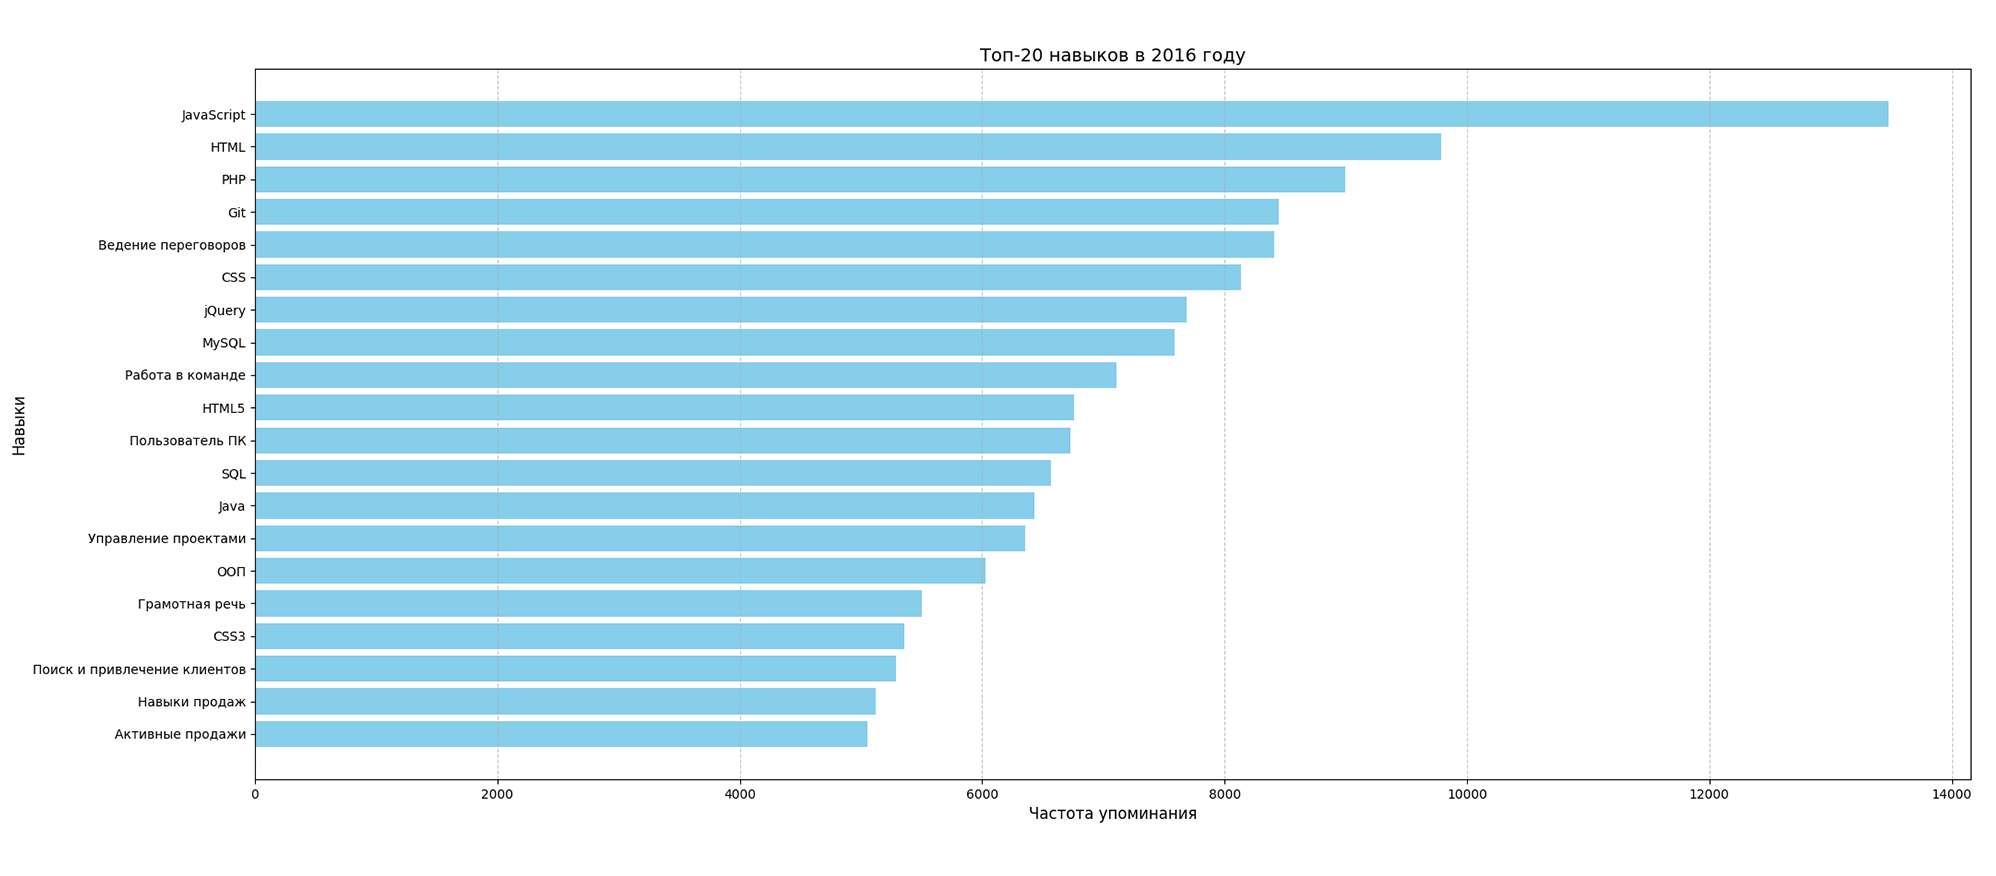 Топ-20 навыков в 2016 году
Навыки
JavaScript
HTML
PHP
Git
Ведение переговоров
CSS
jQuery
MySQL
Работа в команде
HTML5
Пользователь ПК
SQL
Java
Управление проектами
ООП
Грамотная речь
CSS3
Поиск и привлечение клиентов
Навыки продаж
Активные продажи
0 2000 4000 6000 8000 10000 12000 14000
Частота упоминания